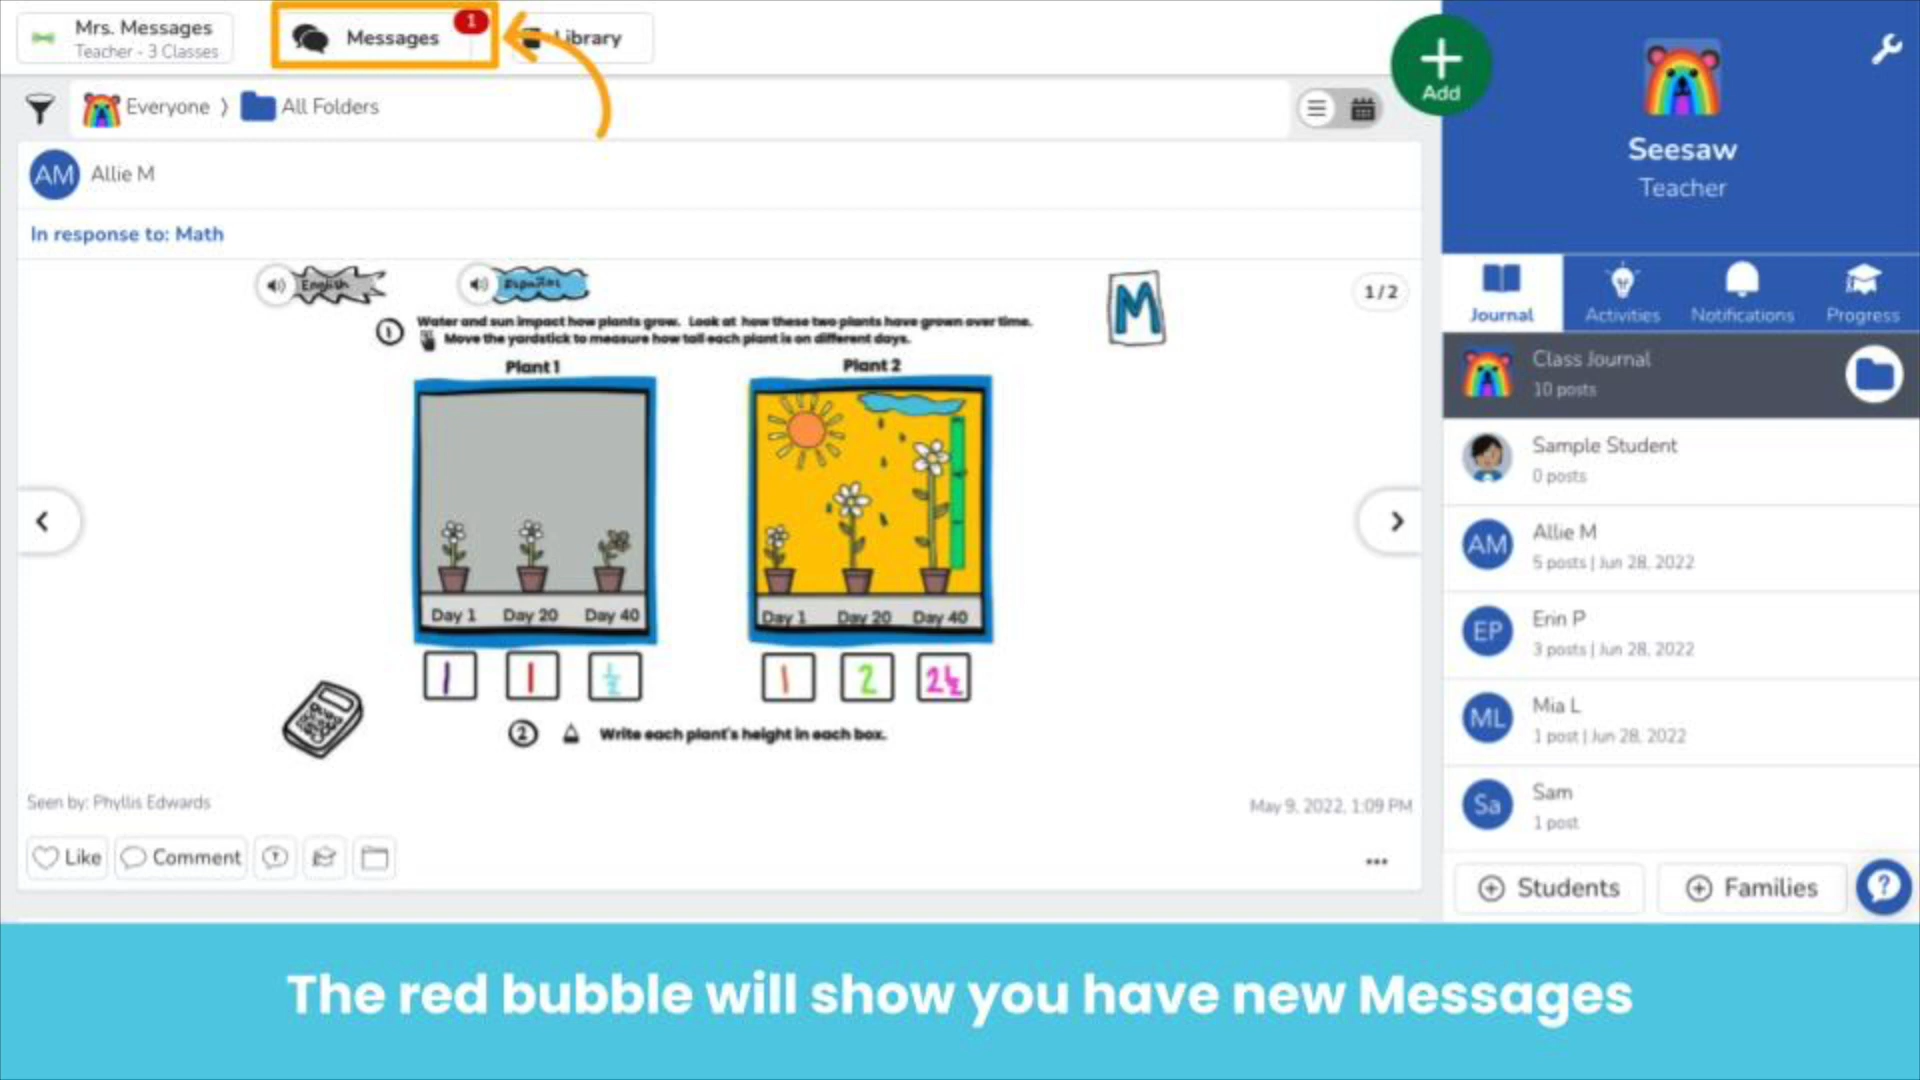 Mrs. Messages
Teacher - 3 Classes
Messages
1
Library
Add
Everyone
All Folders
AM
Allie M
In response to: Math
English
Español
M
1/2
1
Water and sun impact how plants grow. Look at how these two plants have grown over time.
Move the yardstick to measure how tall each plant is on different days.
Plant 1
Plant 2
Day 1
Day 20
Day 40
Day 1
Day 20
Day 40
1
1
½
1
2
2½
2
Write each plant's height in each box.
Seen by: Phyllis Edwards
May 9, 2022, 1:09 PM
Like
Comment
•••
Seesaw
Teacher
Journal
Activities
Notifications
Progress
Class Journal
10 posts
Sample Student
0 posts
AM
Allie M
5 posts | Jun 28, 2022
EP
Erin P
3 posts | Jun 28, 2022
ML
Mia L
1 post | Jun 28, 2022
Sa
Sam
1 post
Students
Families
?
The red bubble will show you have new Messages